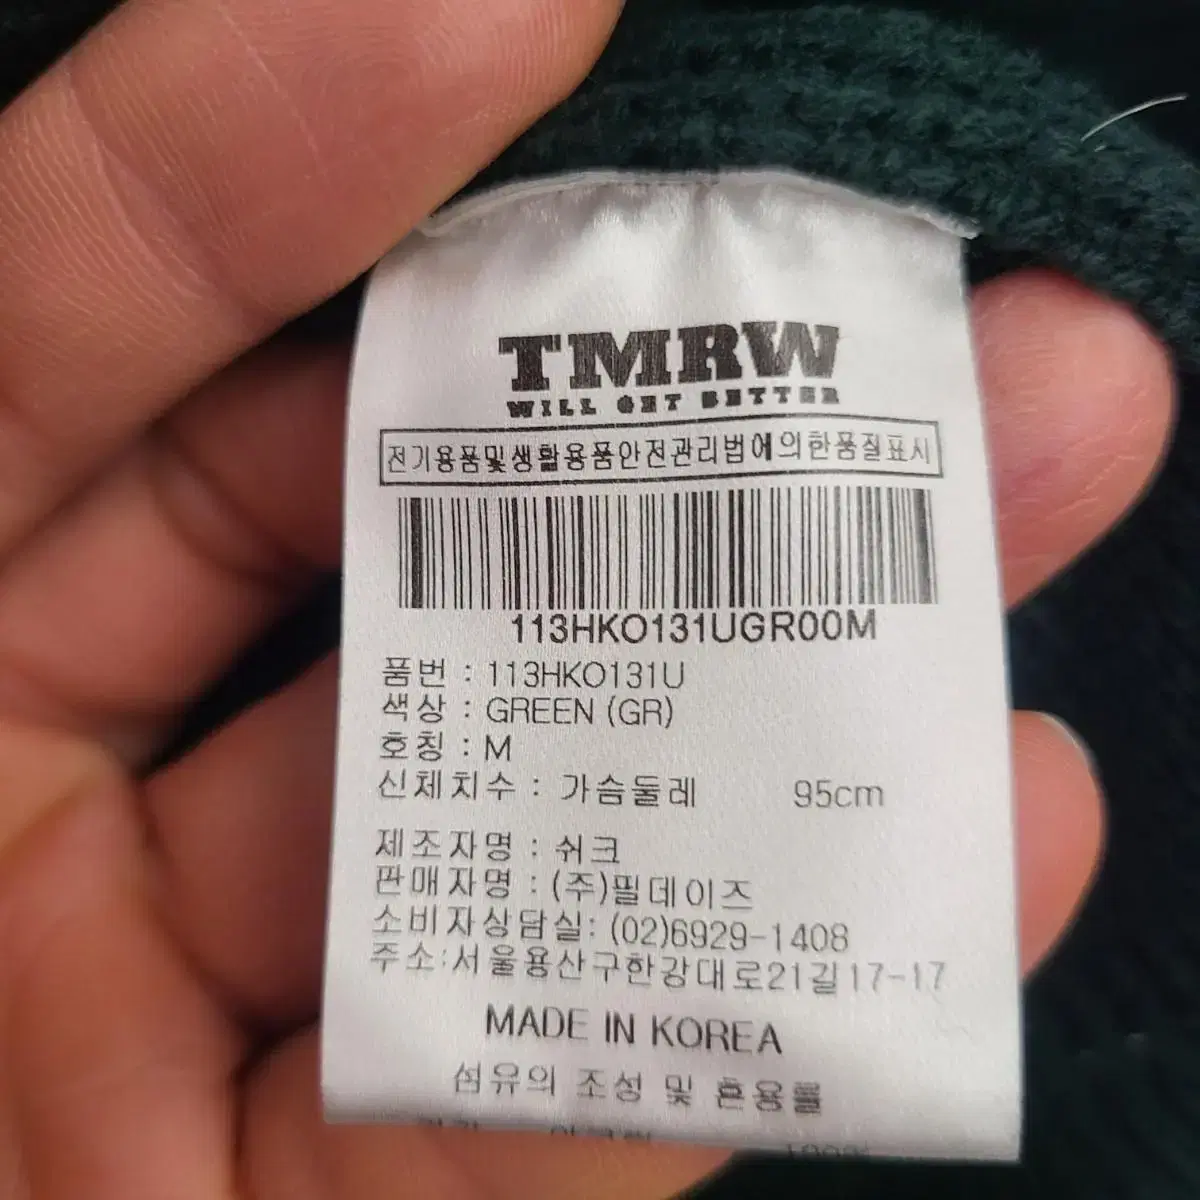 TMRW
WILL GET BETTER
전기용품및생활용품안전관리법에의한품질표시
113HKO131UGR00M
품번 : 113HKO131U
색상 : GREEN (GR)
호칭 : M
신체치수 : 가슴둘레 95cm
제조자명 : 쉬크
판매자명 : (주)필데이즈
소비자상담실: (02)6929-1408
주소:서울용산구한강대로21길17-17
MADE IN KOREA
섬유의 조성 및 혼용률